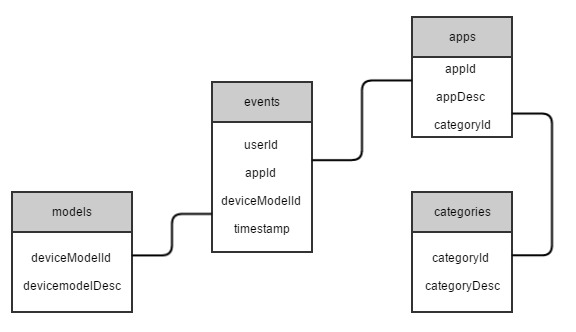 apps
appId
appDesc
categoryId
events
userId
appId
deviceModelId
timestamp
models
deviceModelId
devicemodelDesc
categories
categoryId
categoryDesc